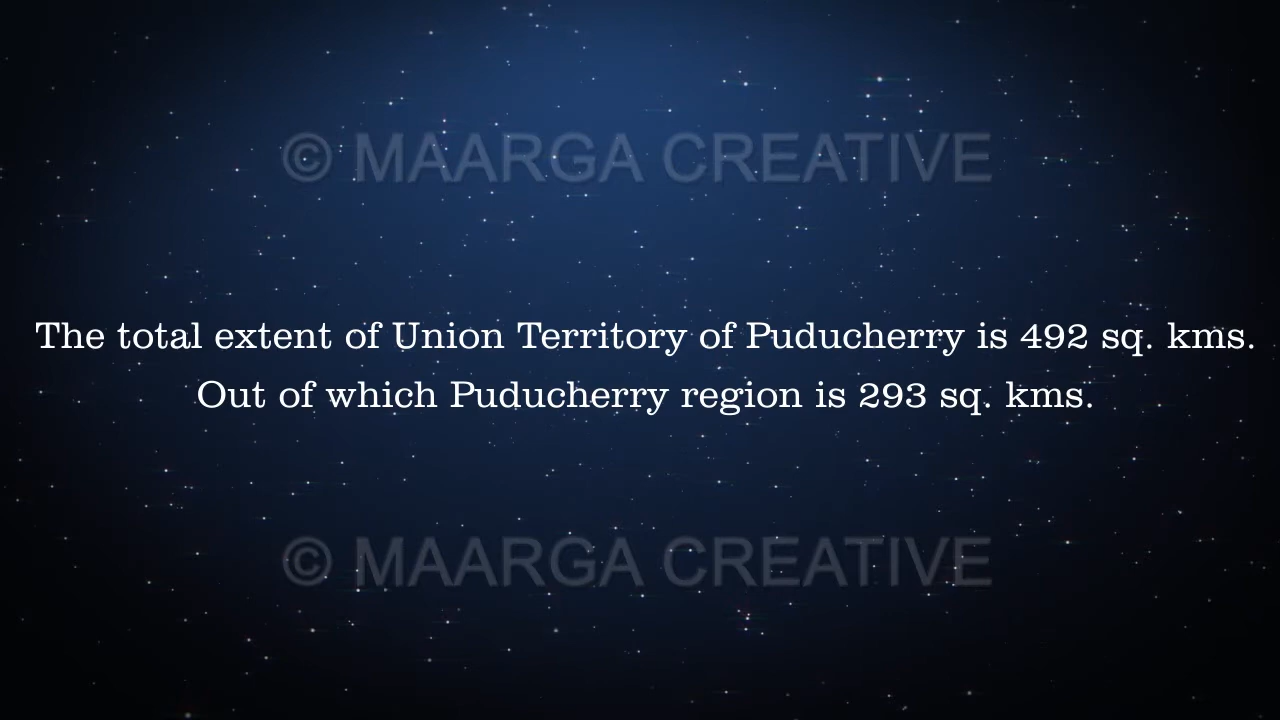 © MAARGA CREATIVE
The total extent of Union Territory of Puducherry is 492 sq. kms.
Out of which Puducherry region is 293 sq. kms.
© MAARGA CREATIVE